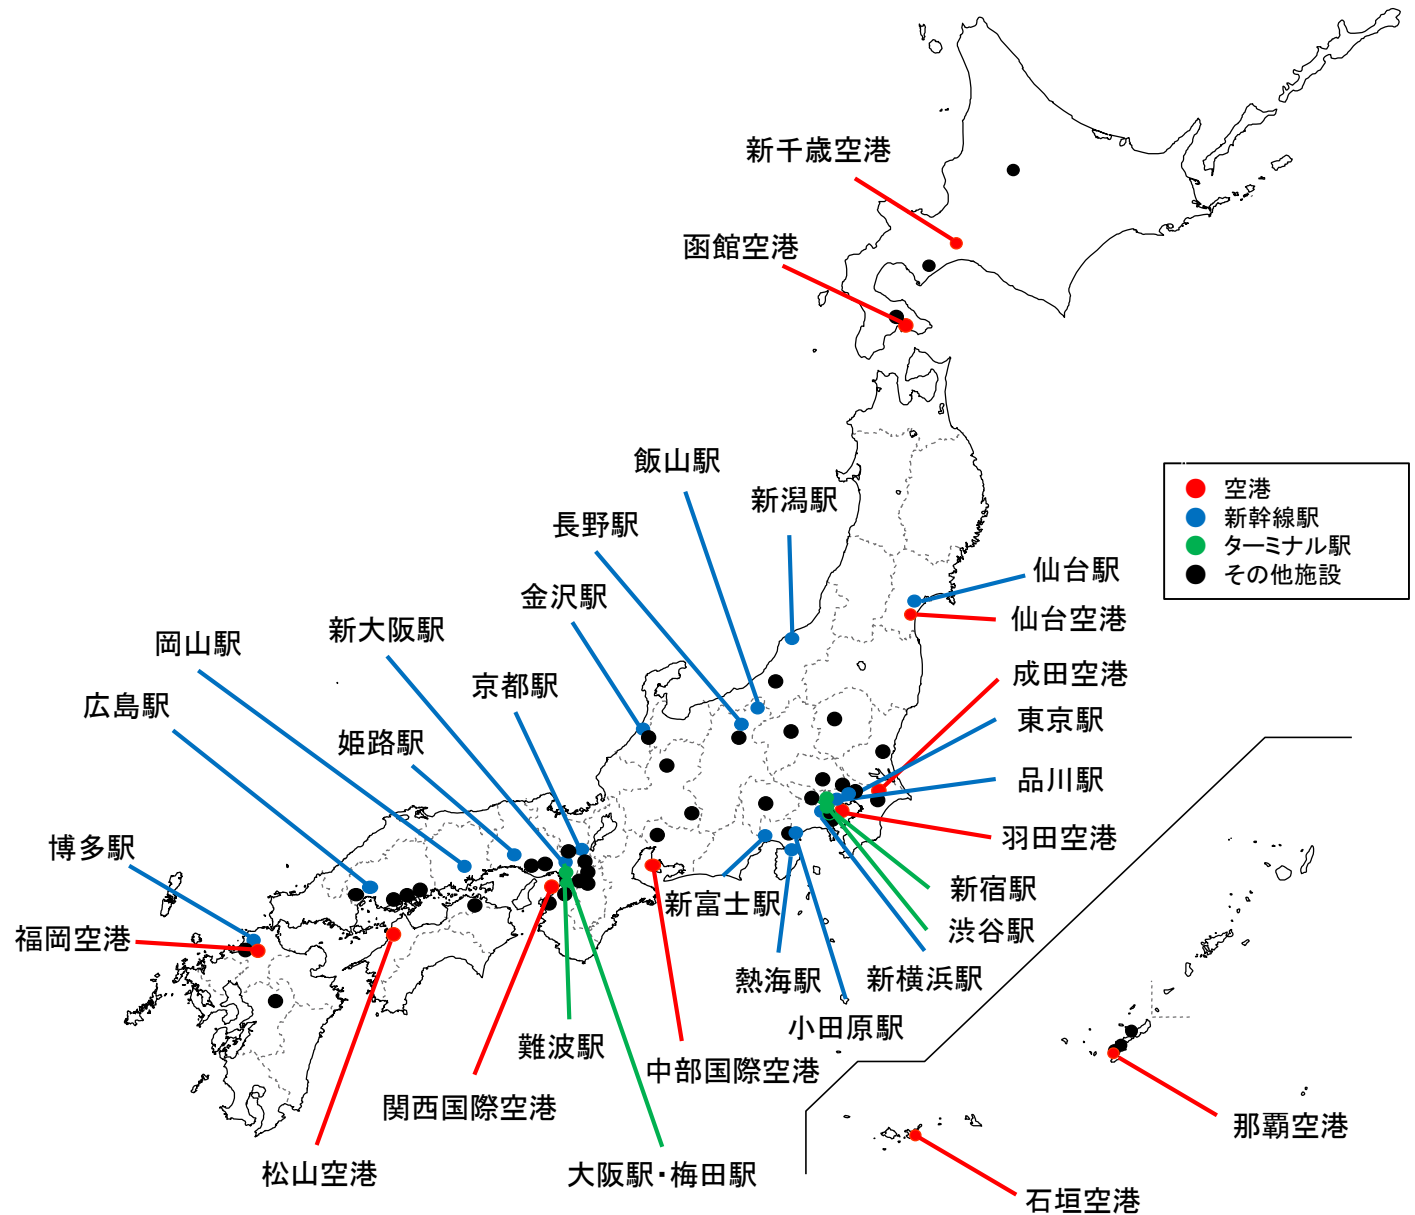 新千歳空港
函館空港
飯山駅
新潟駅
長野駅
金沢駅
新大阪駅
岡山駅
京都駅
広島駅
姫路駅
博多駅
福岡空港
空港
新幹線駅
ターミナル駅
その他施設
仙台駅
仙台空港
成田空港
東京駅
品川駅
羽田空港
新宿駅
新富士駅
渋谷駅
熱海駅
新横浜駅
小田原駅
難波駅
中部国際空港
関西国際空港
松山空港
大阪駅・梅田駅
那覇空港
石垣空港